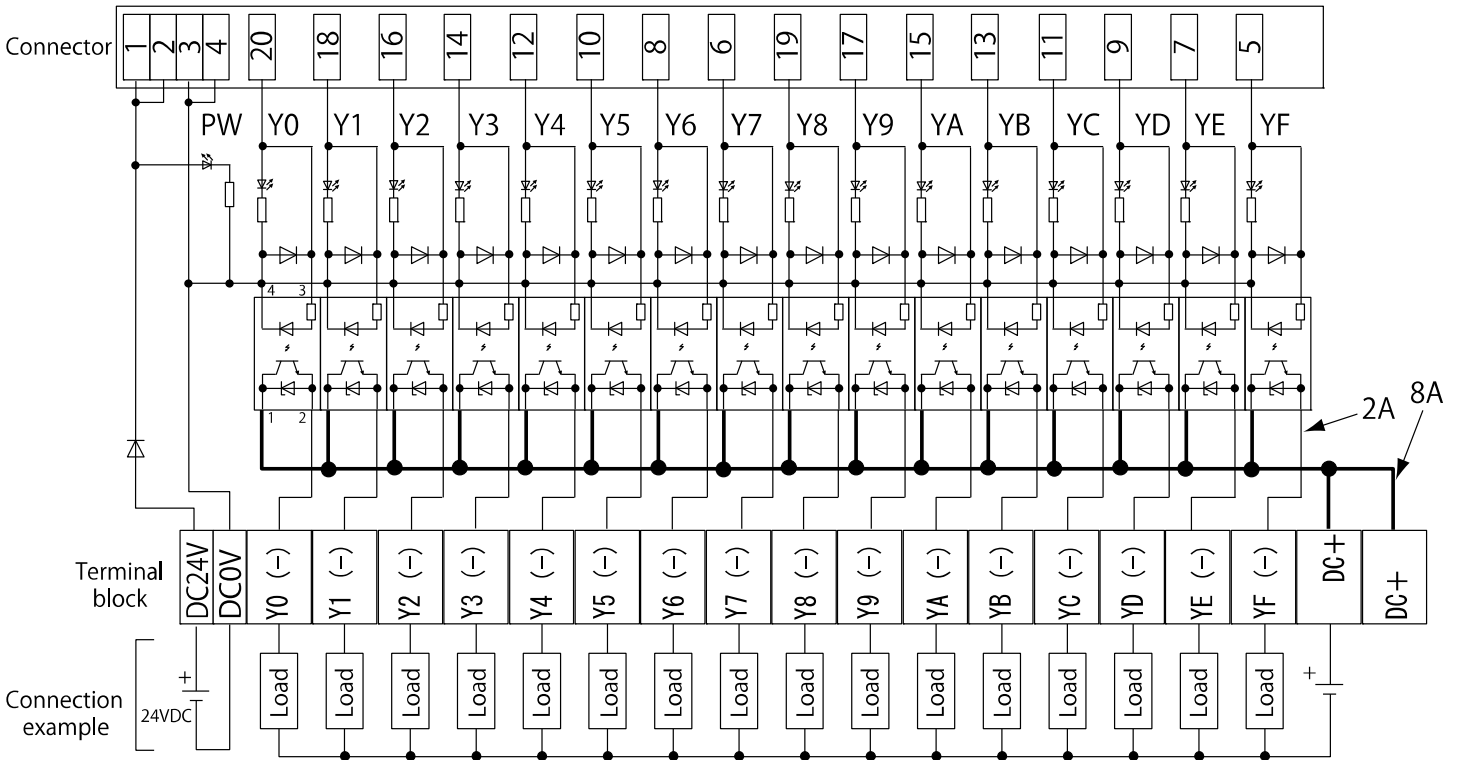 Connector 1 2 3 4 20 18 16 14 12 10 8 6 19 17 15 13 11 9 7 5
PW Y0 Y1 Y2 Y3 Y4 Y5 Y6 Y7 Y8 Y9 YA YB YC YD YE YF
4 3
1 2
2A 8A
Terminal
block
DC24V
DC0V
Y0 (-)
Y1 (-)
Y2 (-)
Y3 (-)
Y4 (-)
Y5 (-)
Y6 (-)
Y7 (-)
Y8 (-)
Y9 (-)
YA (-)
YB (-)
YC (-)
YD (-)
YE (-)
YF (-)
DC+
DC+
Connection
example
+
24VDC
Load Load Load Load Load Load Load Load Load Load Load Load Load Load Load Load
+